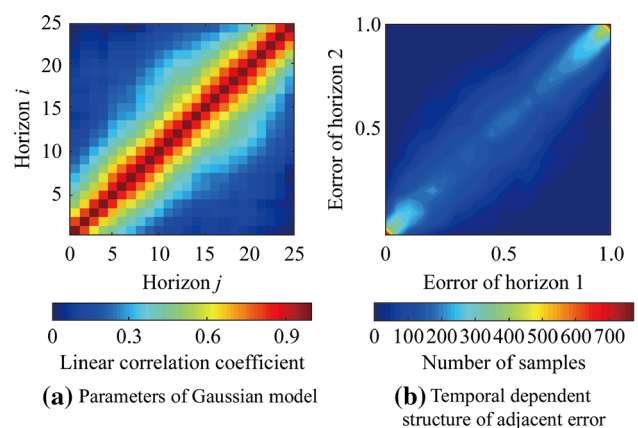 25
20
15
10
5
Horizon i
0 5 10 15 20 25
Horizon j
0 0.3 0.6 0.9
Linear correlation coefficient
(a) Parameters of Gaussian model
1.0
0.5
Eorror of horizon 2
0 0.5 1.0
Eorror of horizon 1
0 100 200 300 400 500 600 700
Number of samples
(b) Temporal dependent
structure of adjacent error